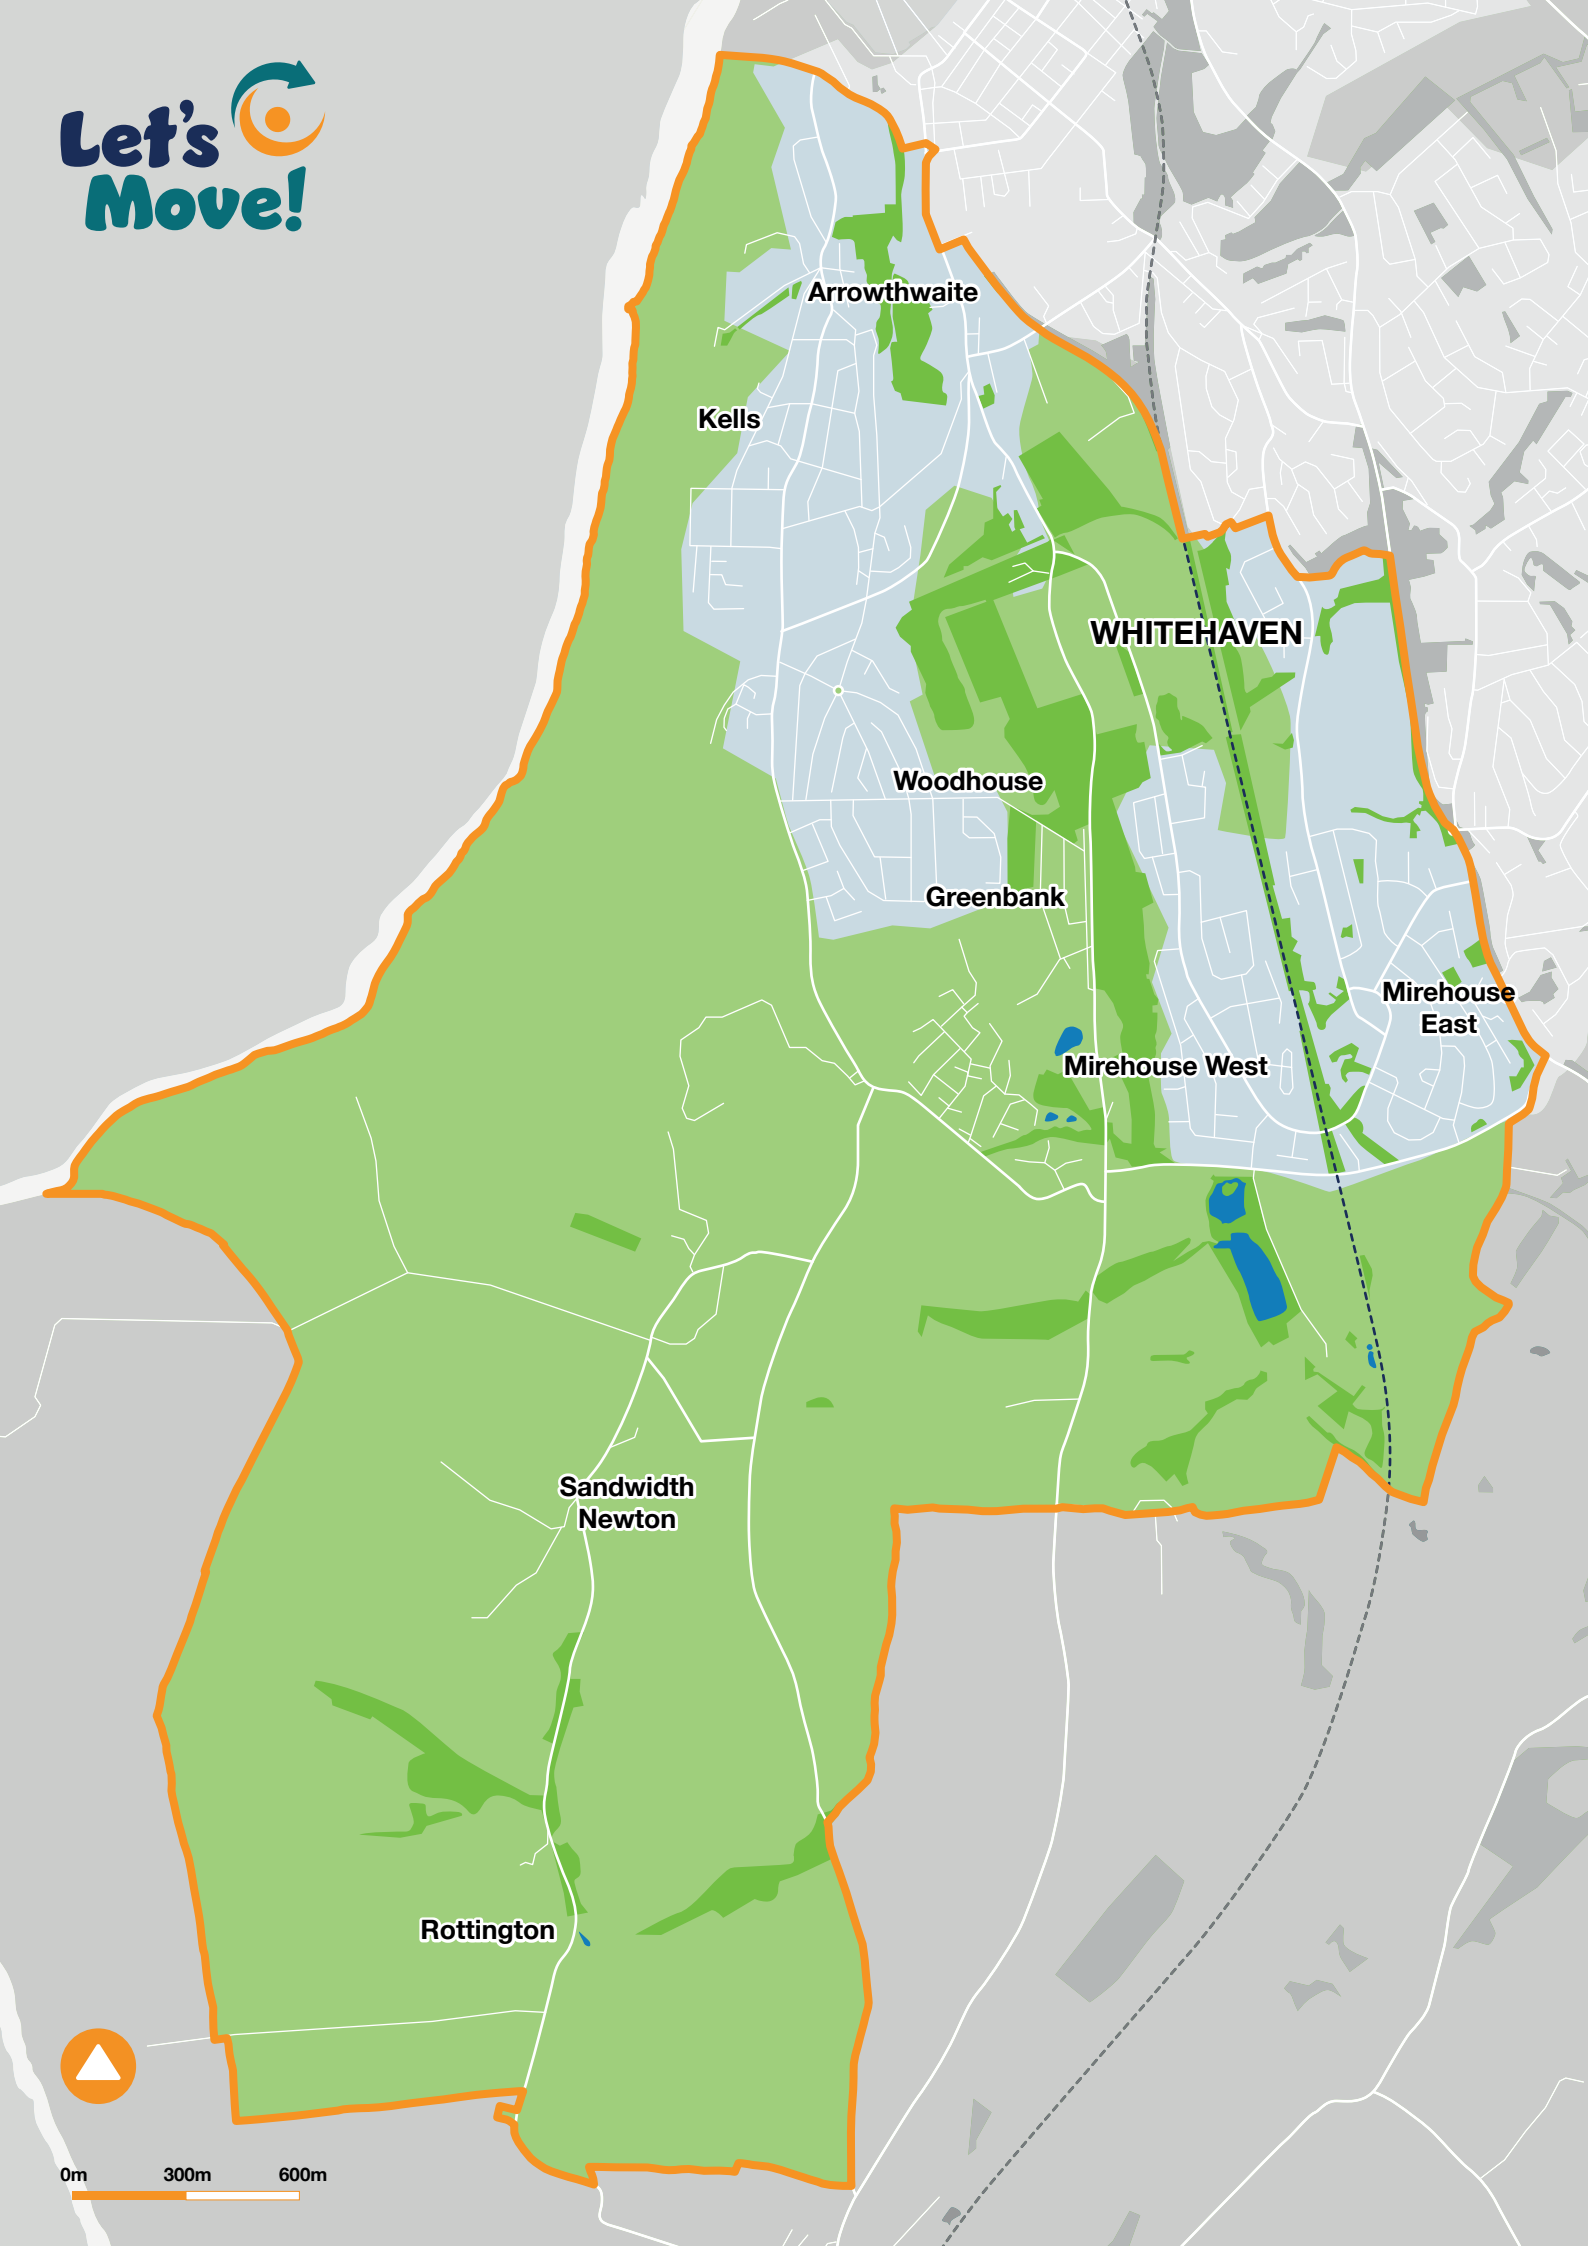 Let's
Move!
Arrowthwaite
Kells
WHITEHAVEN
Woodhouse
Greenbank
Mirehouse
East
Mirehouse West
Sandwidth
Newton
Rottington
0m 300m 600m